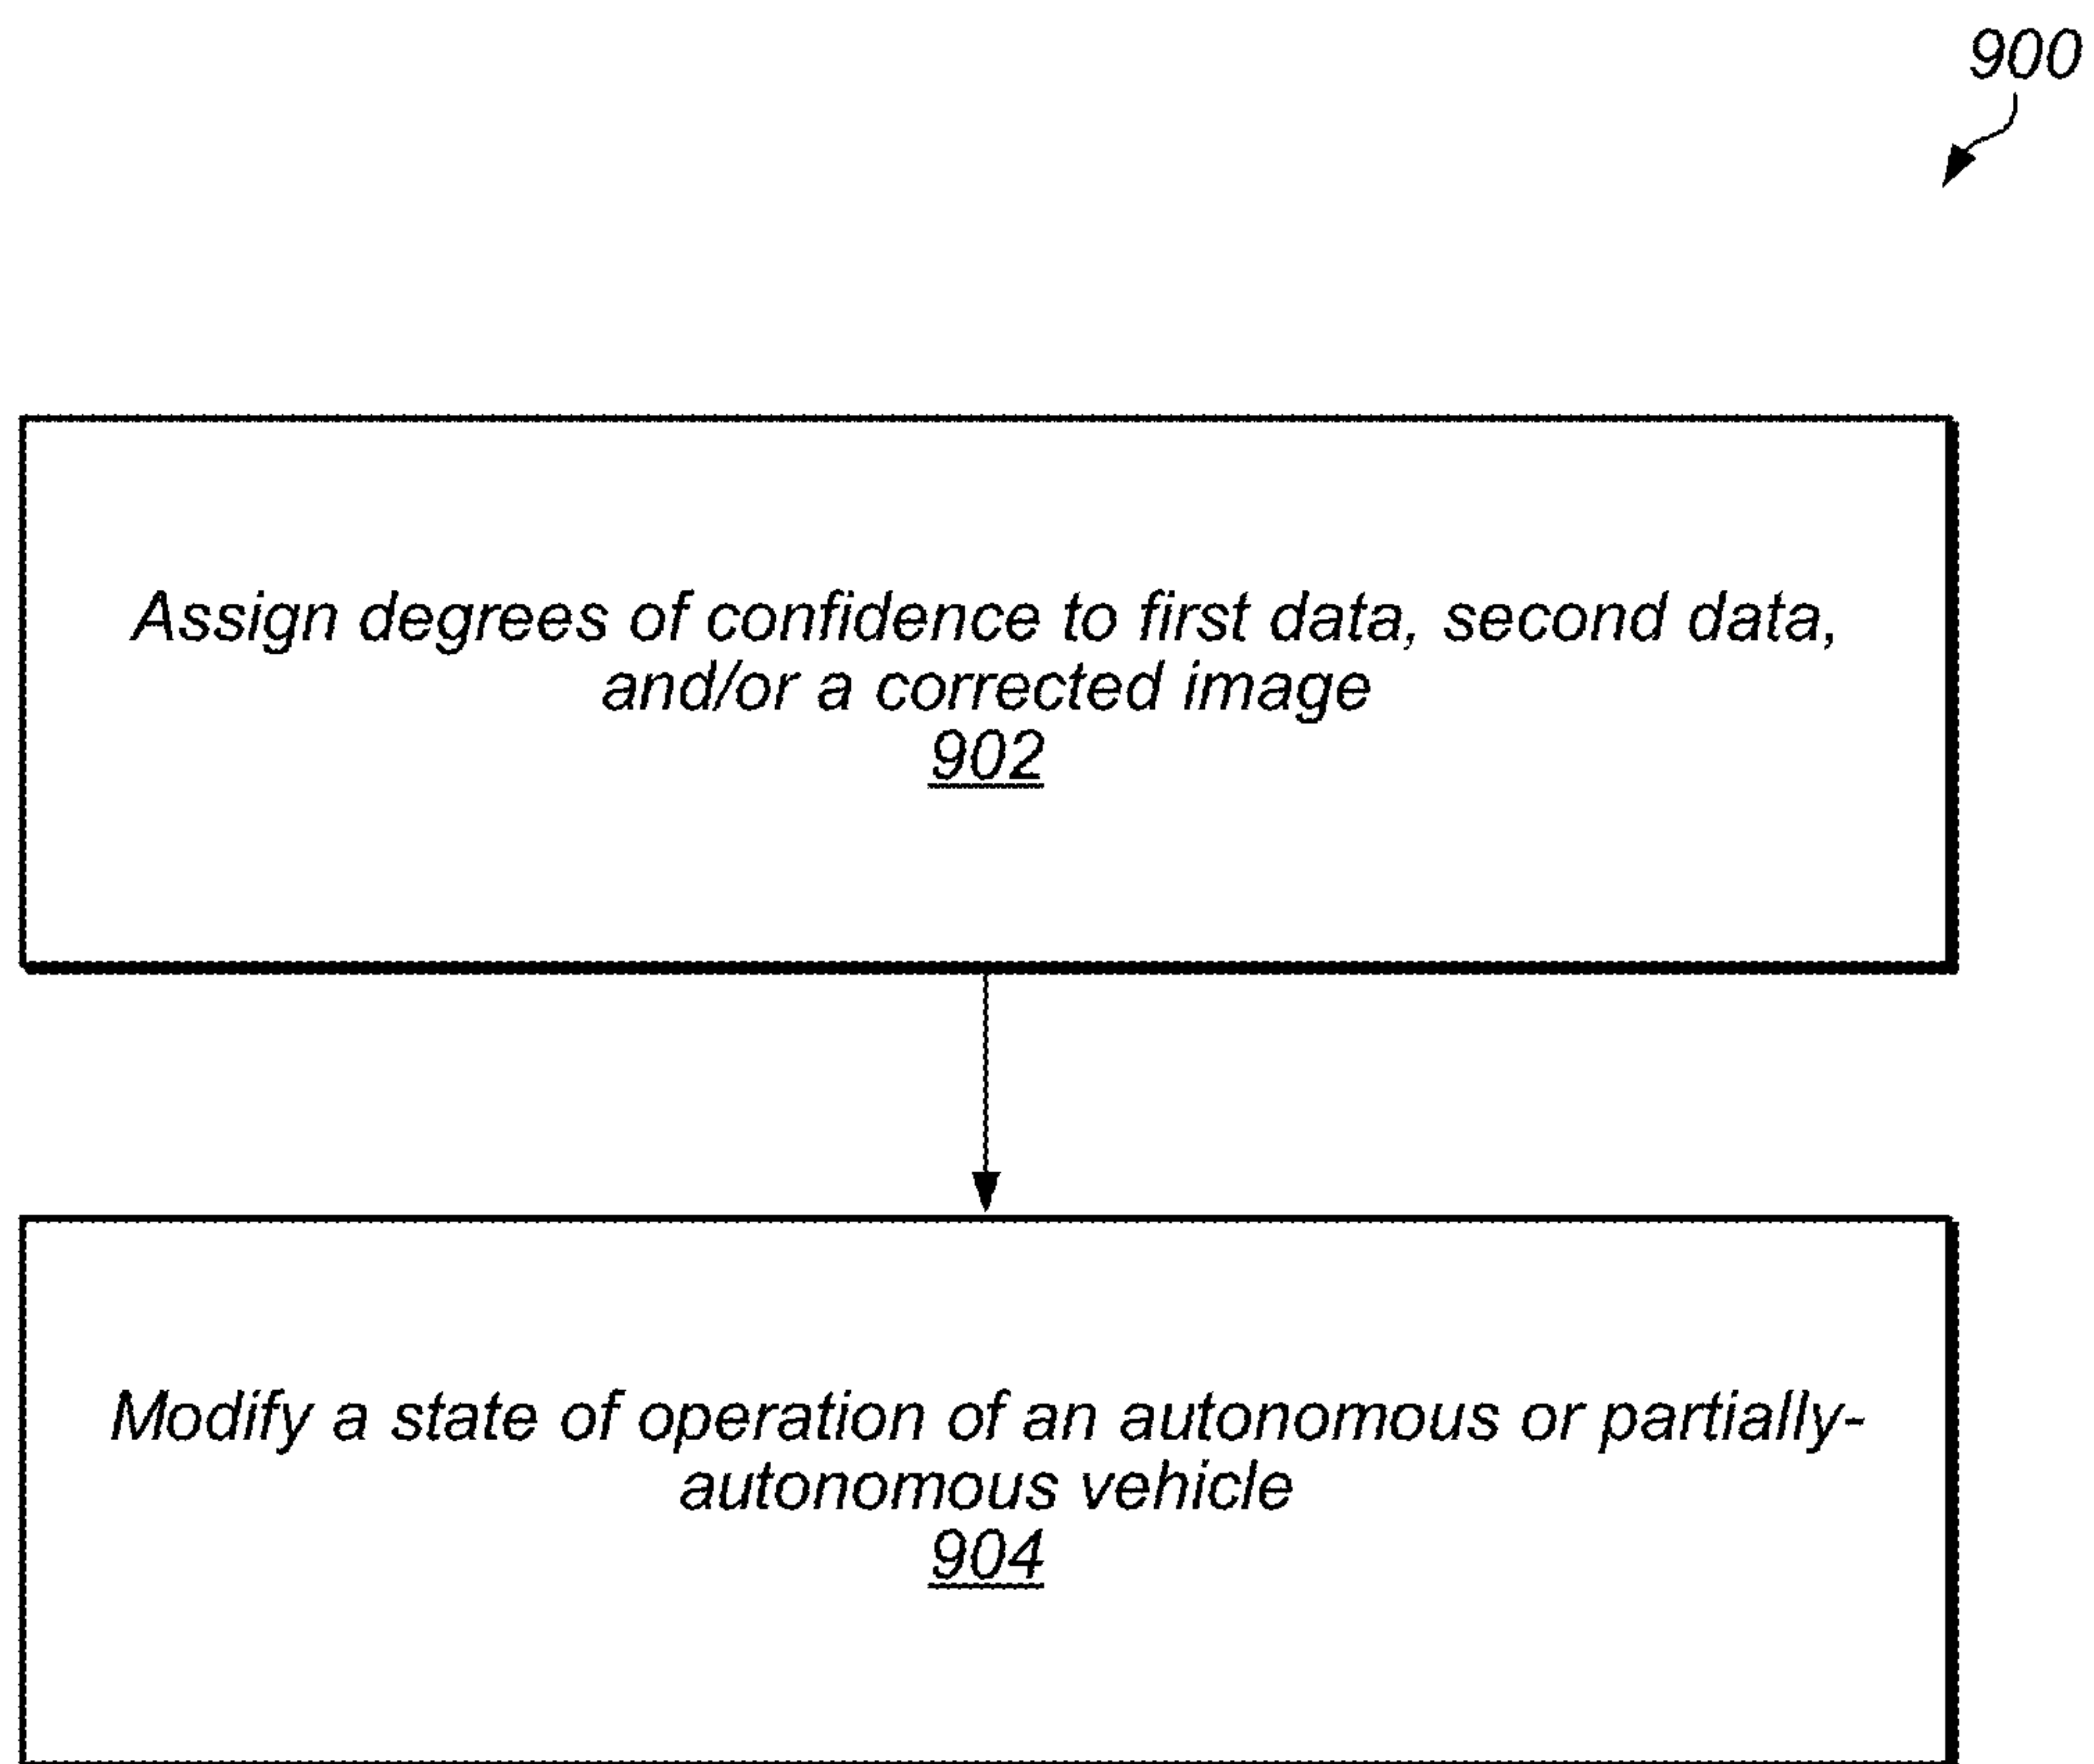 900
Assign degrees of confidence to first data, second data,
and/or a corrected image
902
Modify a state of operation of an autonomous or partially-
autonomous vehicle
904